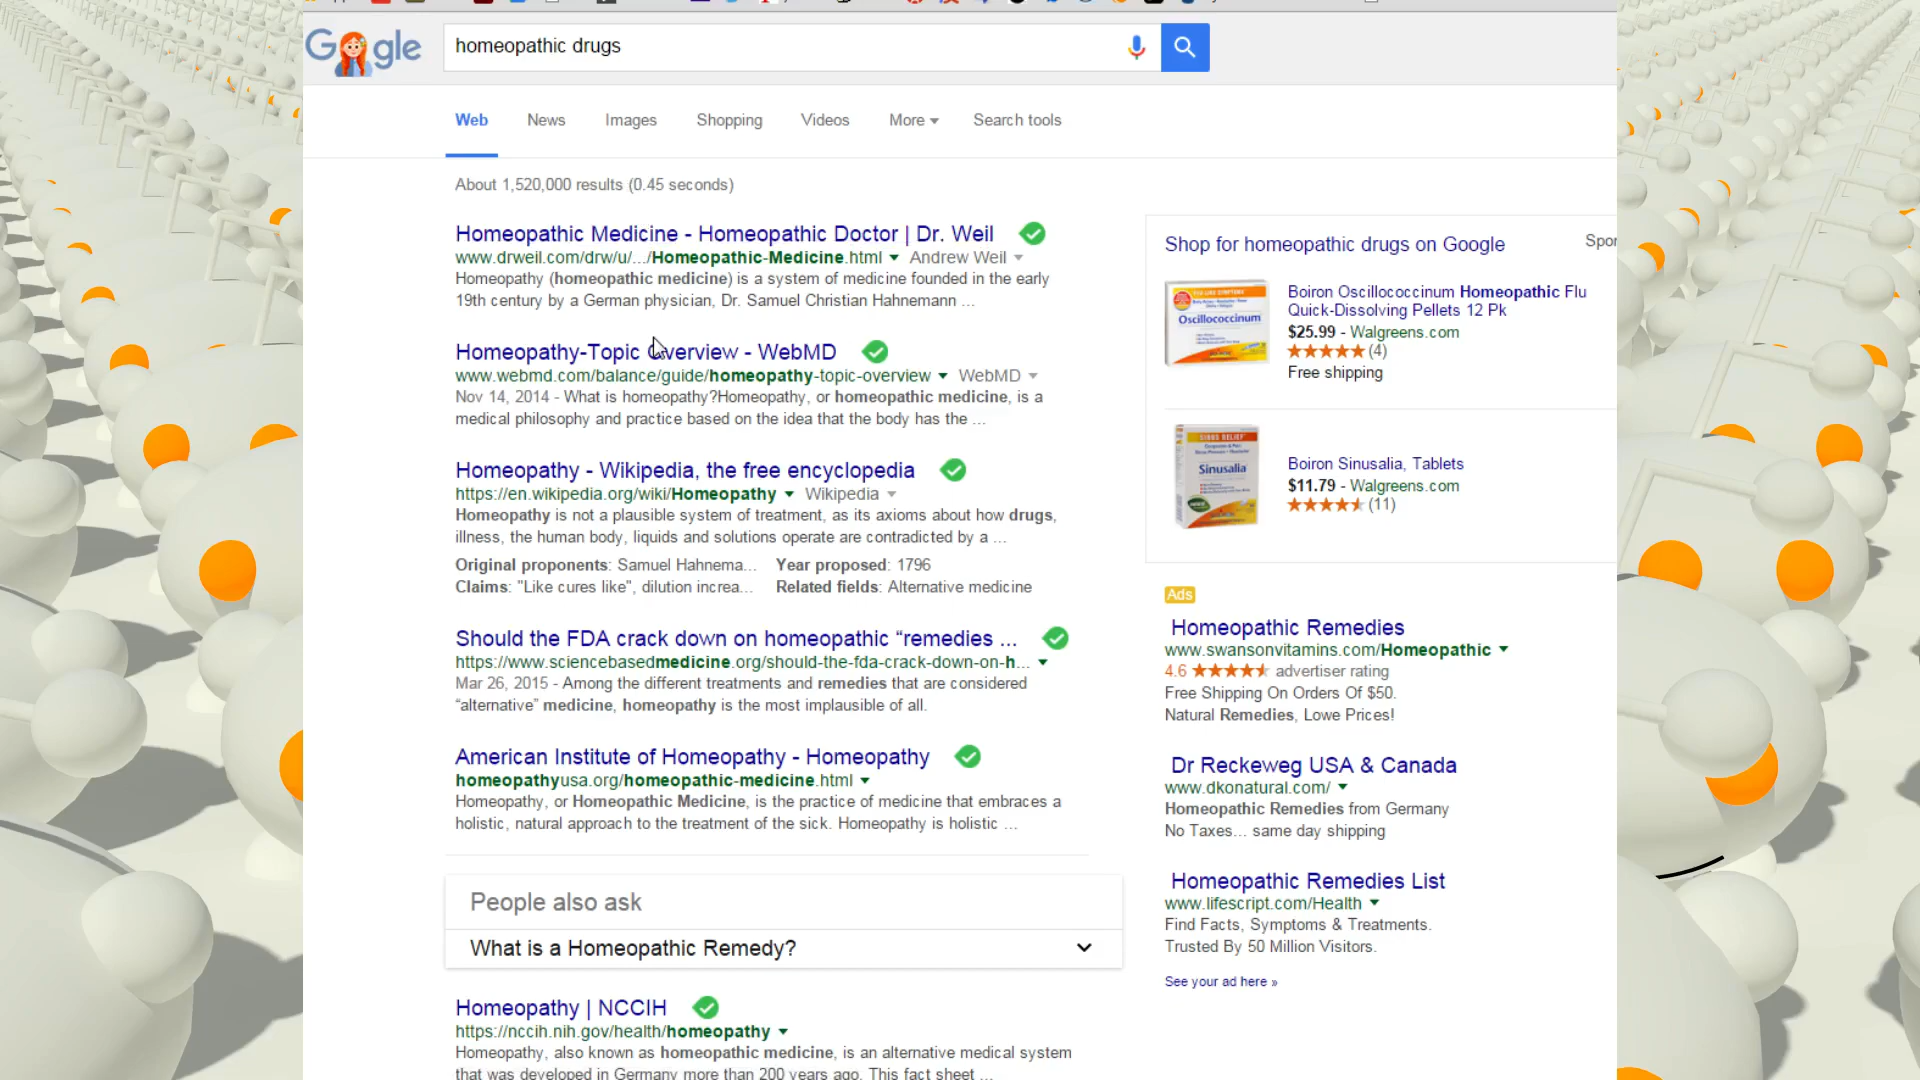 Google
homeopathic drugs
Web News Images Shopping Videos More Search tools
About 1,520,000 results (0.45 seconds)
Homeopathic Medicine - Homeopathic Doctor | Dr. Weil
www.drweil.com/drw/u/.../Homeopathic-Medicine.html Andrew Weil
Homeopathy (homeopathic medicine) is a system of medicine founded in the early
19th century by a German physician, Dr. Samuel Christian Hahnemann ...
Homeopathy-Topic Overview - WebMD
www.webmd.com/balance/guide/homeopathy-topic-overview WebMD
Nov 14, 2014 - What is homeopathy?Homeopathy, or homeopathic medicine, is a
medical philosophy and practice based on the idea that the body has the ...
Homeopathy - Wikipedia, the free encyclopedia
https://en.wikipedia.org/wiki/Homeopathy Wikipedia
Homeopathy is not a plausible system of treatment, as its axioms about how drugs,
illness, the human body, liquids and solutions operate are contradicted by a ...
Original proponents: Samuel Hahnema... Year proposed: 1796
Claims: "Like cures like", dilution increa... Related fields: Alternative medicine
Should the FDA crack down on homeopathic “remedies ...
https://www.sciencebasedmedicine.org/should-the-fda-crack-down-on-h...
Mar 26, 2015 - Among the different treatments and remedies that are considered
“alternative” medicine, homeopathy is the most implausible of all.
American Institute of Homeopathy - Homeopathy
homeopathyusa.org/homeopathic-medicine.html
Homeopathy, or Homeopathic Medicine, is the practice of medicine that embraces a
holistic, natural approach to the treatment of the sick. Homeopathy is holistic ...
People also ask
What is a Homeopathic Remedy?
Homeopathy | NCCIH
https://nccih.nih.gov/health/homeopathy
Homeopathy, also known as homeopathic medicine, is an alternative medical system
that was developed in Germany more than 200 years ago. This fact sheet ...
Shop for homeopathic drugs on Google Spor
Oscillococcinum
Boiron Oscillococcinum Homeopathic Flu
Quick-Dissolving Pellets 12 Pk
$25.99 - Walgreens.com
(4)
Free shipping
Sinusalia
Boiron Sinusalia, Tablets
$11.79 - Walgreens.com
(11)
Ads
Homeopathic Remedies
www.swansonvitamins.com/Homeopathic
4.6 advertiser rating
Free Shipping On Orders Of $50.
Natural Remedies, Lowe Prices!
Dr Reckeweg USA & Canada
www.dkonatural.com/
Homeopathic Remedies from Germany
No Taxes... same day shipping
Homeopathic Remedies List
www.lifescript.com/Health
Find Facts, Symptoms & Treatments.
Trusted By 50 Million Visitors.
See your ad here »